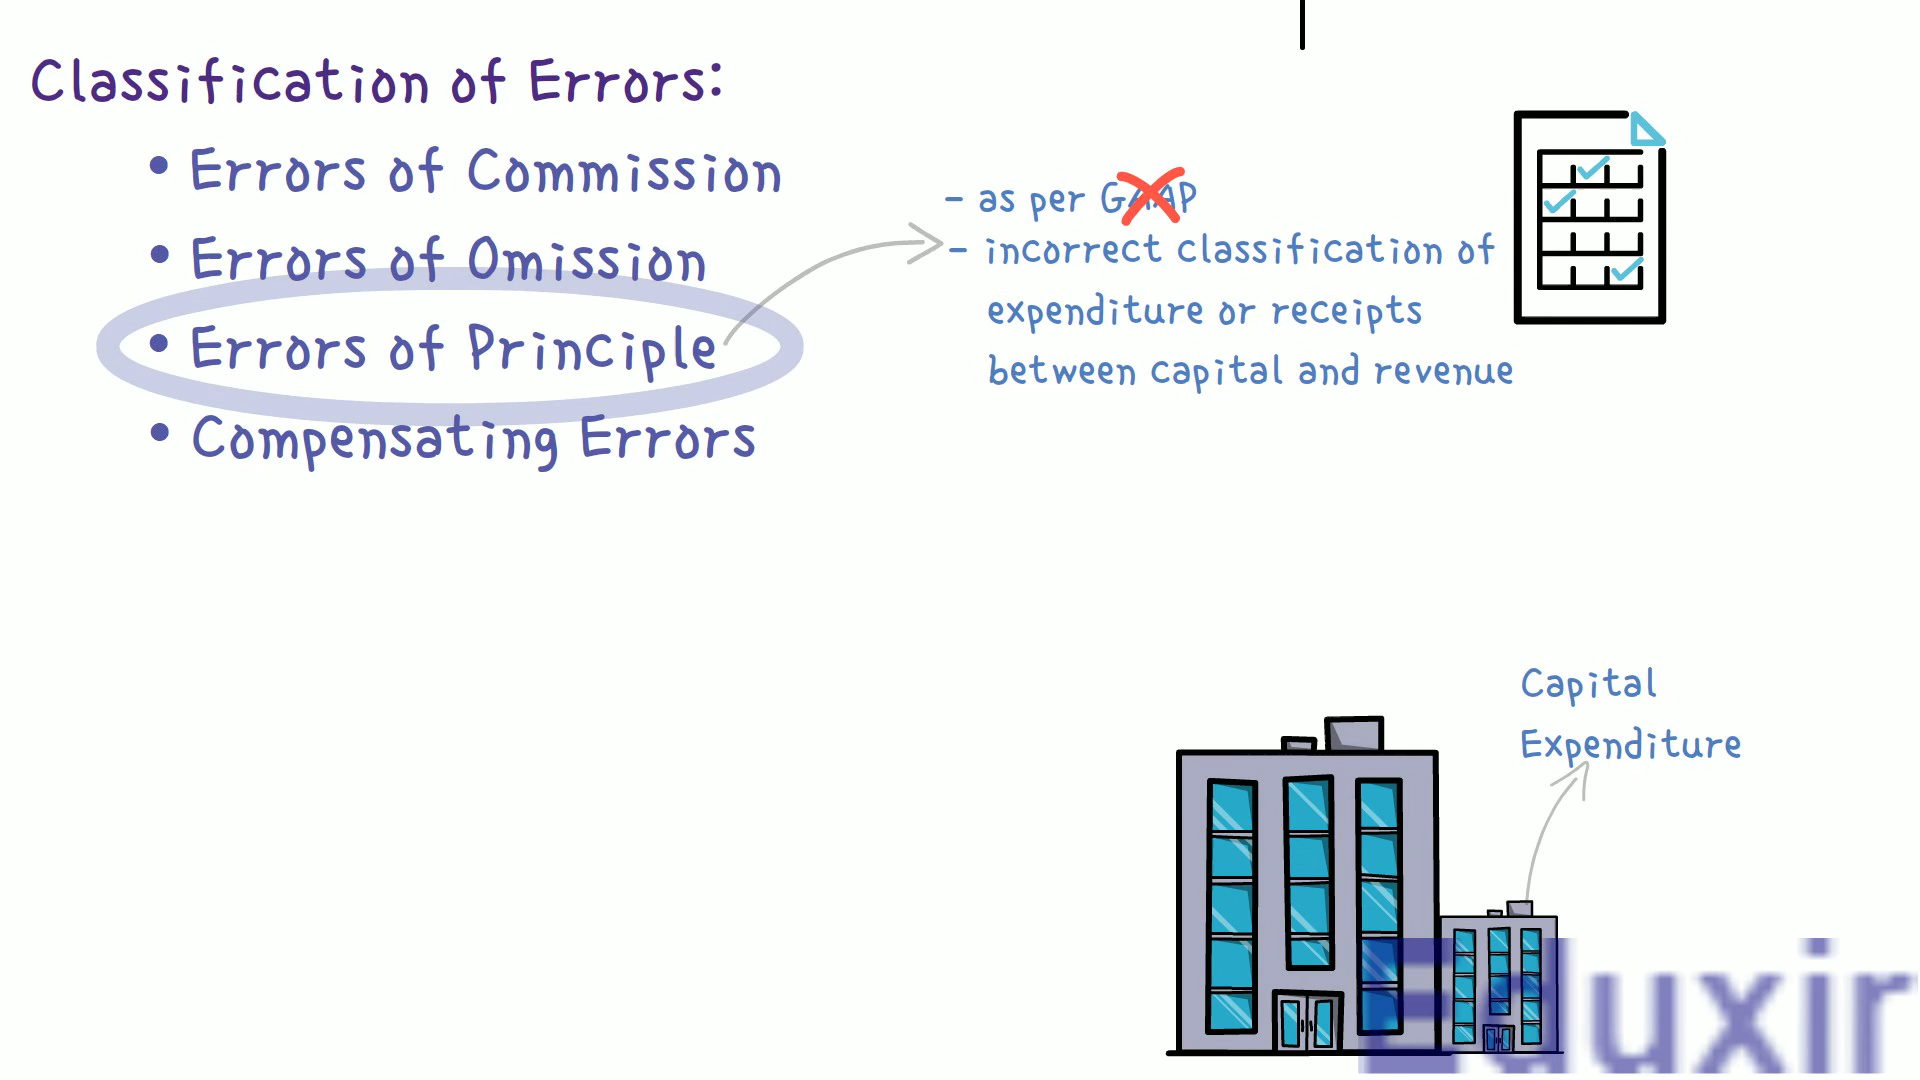 Classification of Errors:
• Errors of Commission
• Errors of Omission
• Errors of Principle
• Compensating Errors
- as per GAAP
- incorrect classification of
expenditure or receipts
between capital and revenue
Capital
Expenditure
Eduxir